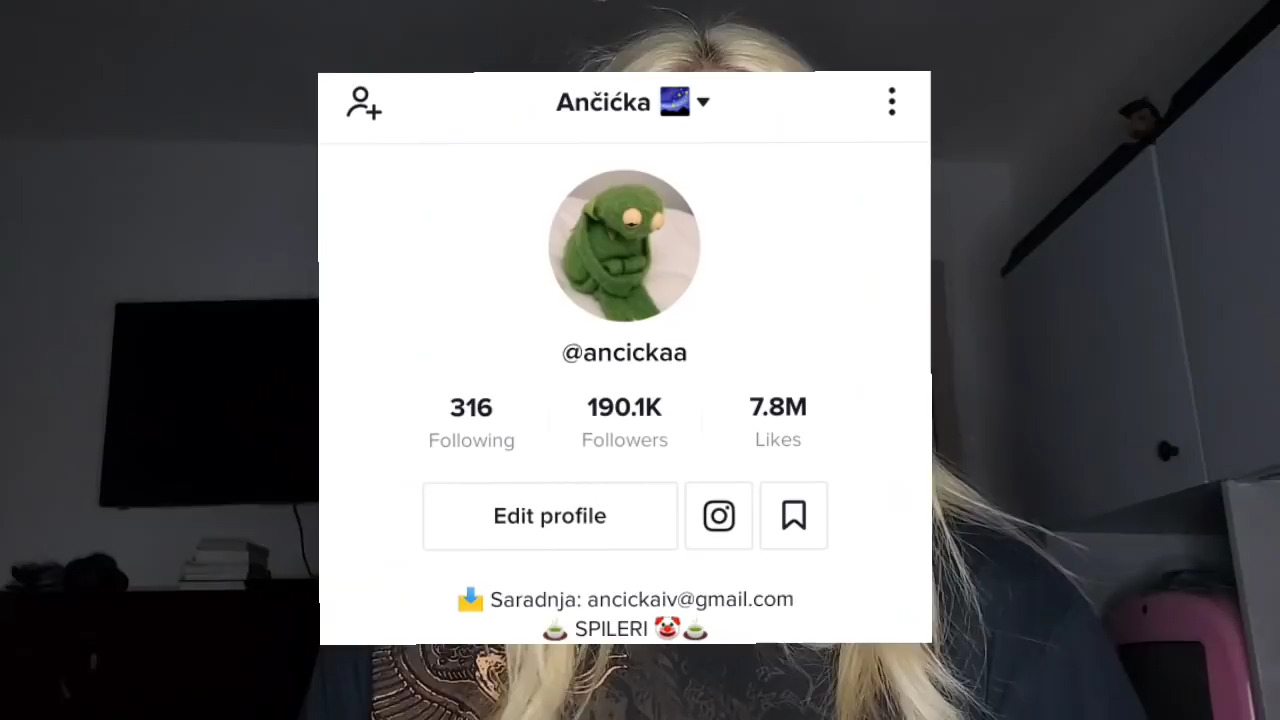 Ančićka 🌌
@ancickaa
316 190.1K 7.8M
Following Followers Likes
Edit profile
📩 Saradnja: ancickaiv@gmail.com
🍵 SPILERI 🤡🍵